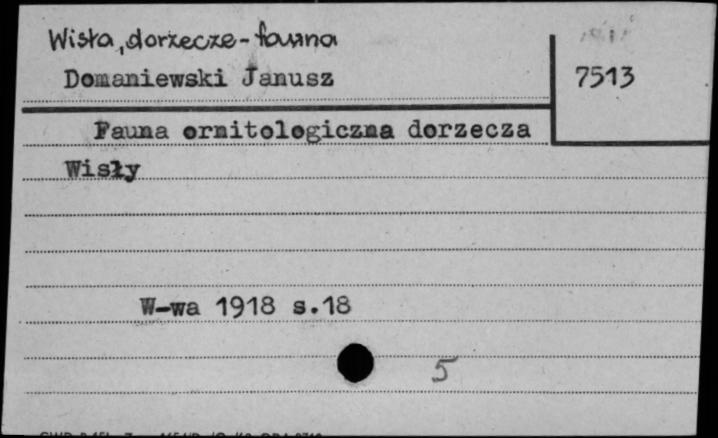 Wisła, dorzecze - fauna
Domaniewski Janusz
7513
Fauna ornitologiczna dorzecza
Wisły
W-wa 1918 s.18
5